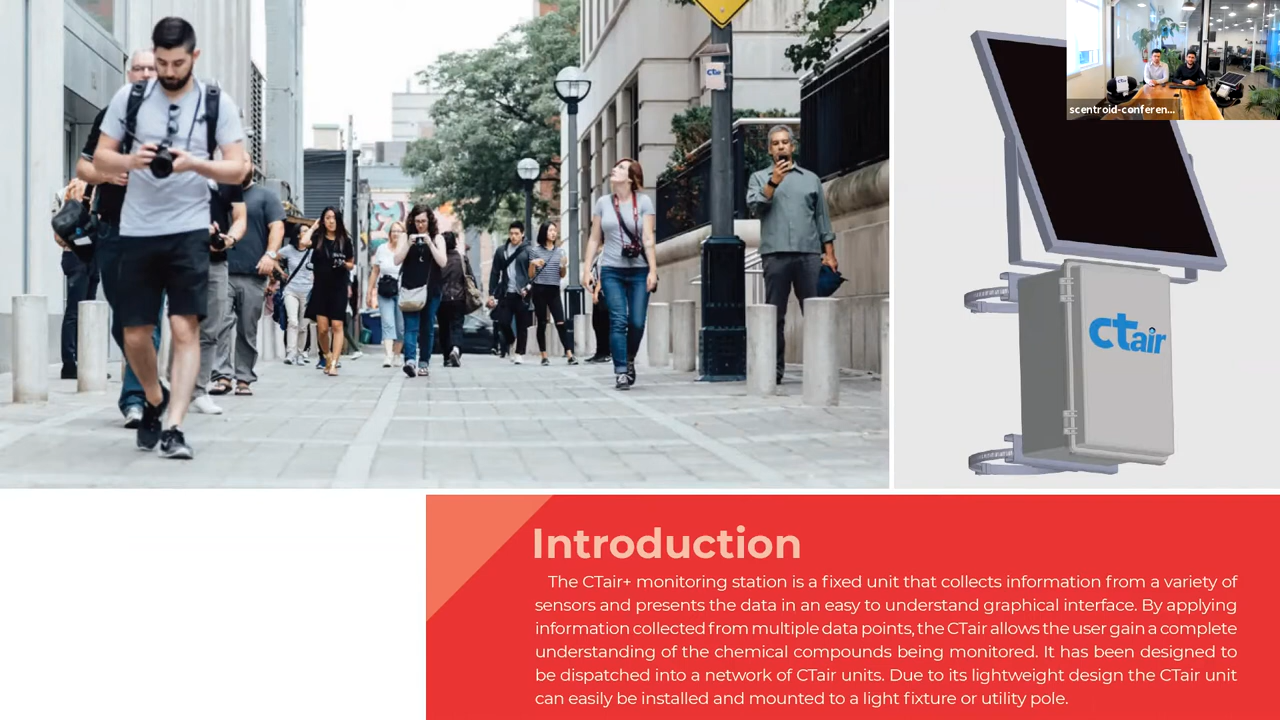 CTair
scentroid-conferen...
CTair
Introduction
The CTair+ monitoring station is a fixed unit that collects information from a variety of
sensors and presents the data in an easy to understand graphical interface. By applying
information collected from multiple data points, the CTair allows the user gain a complete
understanding of the chemical compounds being monitored. It has been designed to
be dispatched into a network of CTair units. Due to its lightweight design the CTair unit
can easily be installed and mounted to a light fixture or utility pole.